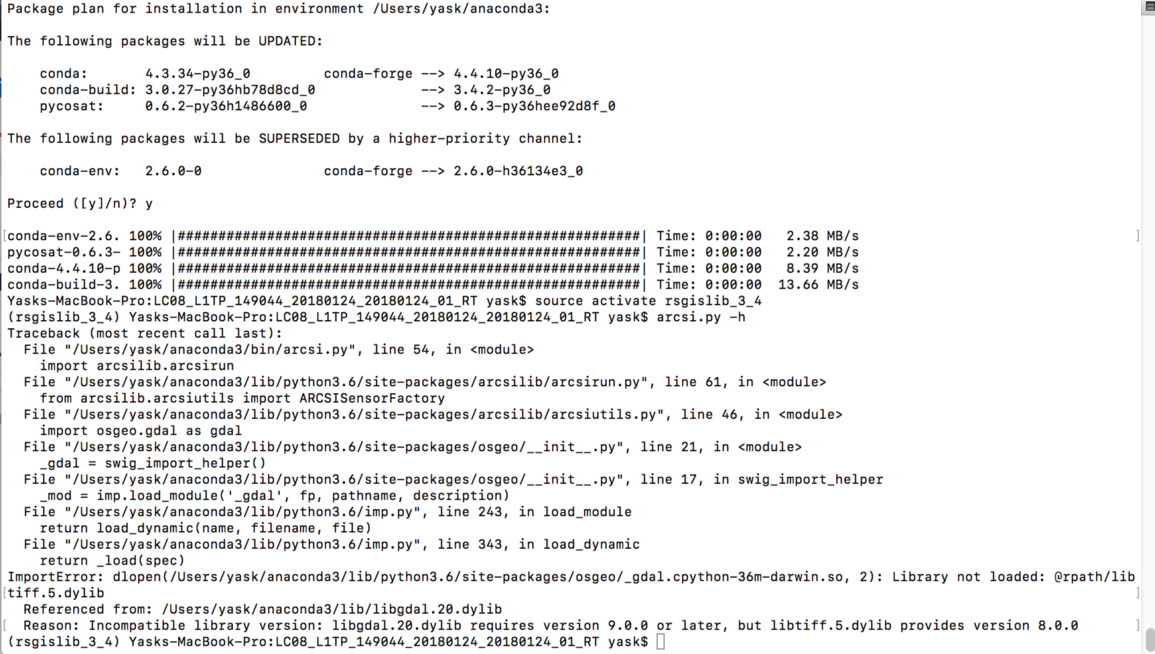 Package plan for installation in environment /Users/yask/anaconda3:
The following packages will be UPDATED:
conda: 4.3.34-py36_0 conda-forge --> 4.4.10-py36_0
conda-build: 3.0.27-py36hb78d8cd_0 --> 3.4.2-py36_0
pycosat: 0.6.2-py36h1486600_0 --> 0.6.3-py36hee92d8f_0
The following packages will be SUPERSEDED by a higher-priority channel:
conda-env: 2.6.0-0 conda-forge --> 2.6.0-h36134e3_0
Proceed ([y]/n)? y
conda-env-2.6. 100% |#########################################################| Time: 0:00:00 2.38 MB/s
pycosat-0.6.3- 100% |#########################################################| Time: 0:00:00 2.20 MB/s
conda-4.4.10-p 100% |#########################################################| Time: 0:00:00 8.39 MB/s
conda-build-3. 100% |#########################################################| Time: 0:00:00 13.66 MB/s
Yasks-MacBook-Pro:LC08_L1TP_149044_20180124_20180124_01_RT yask$ source activate rsgislib_3_4
(rsgislib_3_4) Yasks-MacBook-Pro:LC08_L1TP_149044_20180124_20180124_01_RT yask$ arcsi.py -h
Traceback (most recent call last):
File "/Users/yask/anaconda3/bin/arcsi.py", line 54, in <module>
import arcsilib.arcsirun
File "/Users/yask/anaconda3/lib/python3.6/site-packages/arcsilib/arcsirun.py", line 61, in <module>
from arcsilib.arcsiutils import ARCSISensorFactory
File "/Users/yask/anaconda3/lib/python3.6/site-packages/arcsilib/arcsiutils.py", line 46, in <module>
import osgeo.gdal as gdal
File "/Users/yask/anaconda3/lib/python3.6/site-packages/osgeo/__init__.py", line 21, in <module>
_gdal = swig_import_helper()
File "/Users/yask/anaconda3/lib/python3.6/site-packages/osgeo/__init__.py", line 17, in swig_import_helper
_mod = imp.load_module('_gdal', fp, pathname, description)
File "/Users/yask/anaconda3/lib/python3.6/imp.py", line 243, in load_module
return load_dynamic(name, filename, file)
File "/Users/yask/anaconda3/lib/python3.6/imp.py", line 343, in load_dynamic
return _load(spec)
ImportError: dlopen(/Users/yask/anaconda3/lib/python3.6/site-packages/osgeo/_gdal.cpython-36m-darwin.so, 2): Library not loaded: @rpath/lib
tiff.5.dylib
Referenced from: /Users/yask/anaconda3/lib/libgdal.20.dylib
Reason: Incompatible library version: libgdal.20.dylib requires version 9.0.0 or later, but libtiff.5.dylib provides version 8.0.0
(rsgislib_3_4) Yasks-MacBook-Pro:LC08_L1TP_149044_20180124_20180124_01_RT yask$